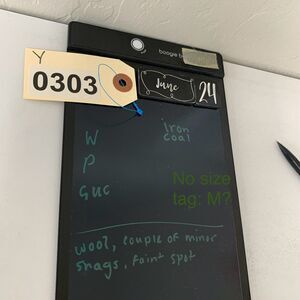 Y
0303
boogie b
June
24
W
iron
coal
P
GUC
No size
tag: M?
wool, couple of minor
snags, faint spot